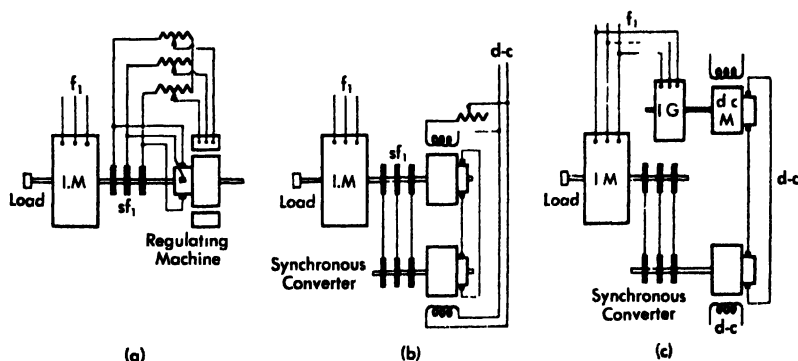 f₁
I.M
Load
sf₁
Regulating
Machine
(a)
d-c
f₁
sf₁
I.M
Load
Synchronous
Converter
(b)
f₁
I G
d c
M
I M
Load
d-c
Synchronous
Converter
d-c
(c)